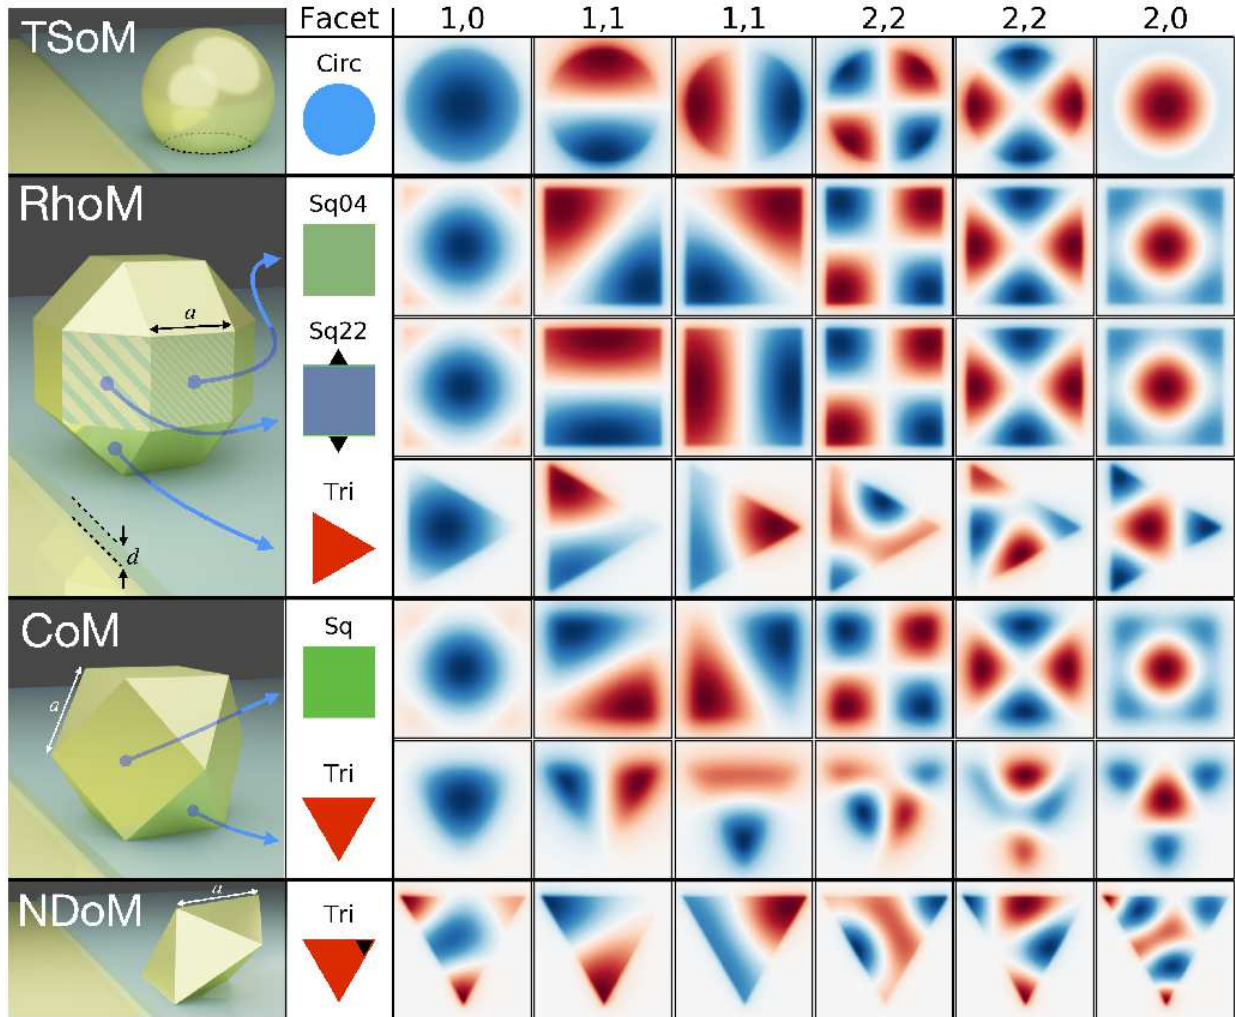 TSoM
Facet 1,0 1,1 1,1 2,2 2,2 2,0
Circ
RhoM
Sq04
a
Sq22
Tri
d
CoM
Sq
a
Tri
NDoM
a
Tri